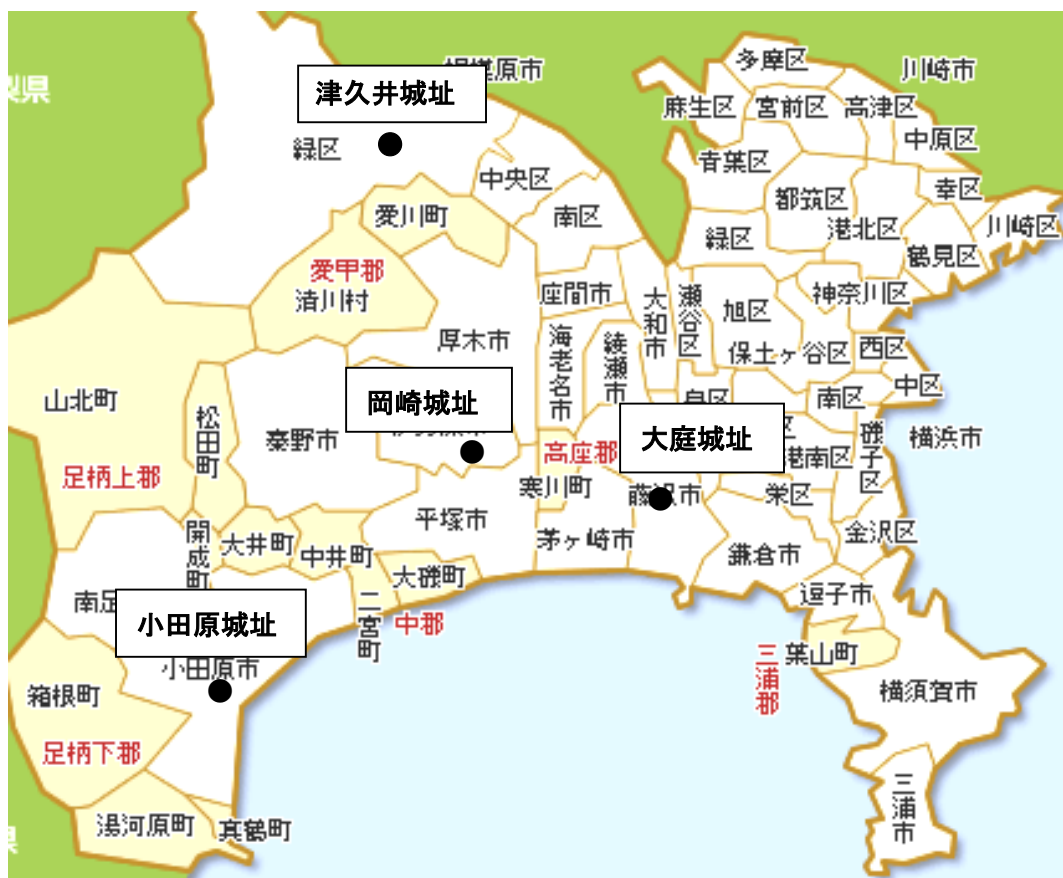 梨県
相模原市
津久井城址
緑区
中央区
南区
愛川町
愛甲郡
清川村
多摩区
川崎市
麻生区
宮前区
高津区
中原区
青葉区
都筑区
幸区
川崎区
緑区
港北区
鶴見区
座間市
大和市
瀬谷区
旭区
神奈川区
厚木市
海老名市
綾瀬市
保土ヶ谷区
西区
中区
泉区
南区
横浜市
山北町
松田町
秦野市
岡崎城址
大庭城址
区
港南区
磯子区
足柄上郡
高座郡
寒川町
藤沢市
栄区
平塚市
茅ヶ崎市
鎌倉市
金沢区
開成町
大井町
中井町
大磯町
二宮町
中郡
逗子市
三浦郡
葉山町
横須賀市
南足
小田原城址
小田原市
箱根町
足柄下郡
湯河原町
真鶴町
三浦市
県